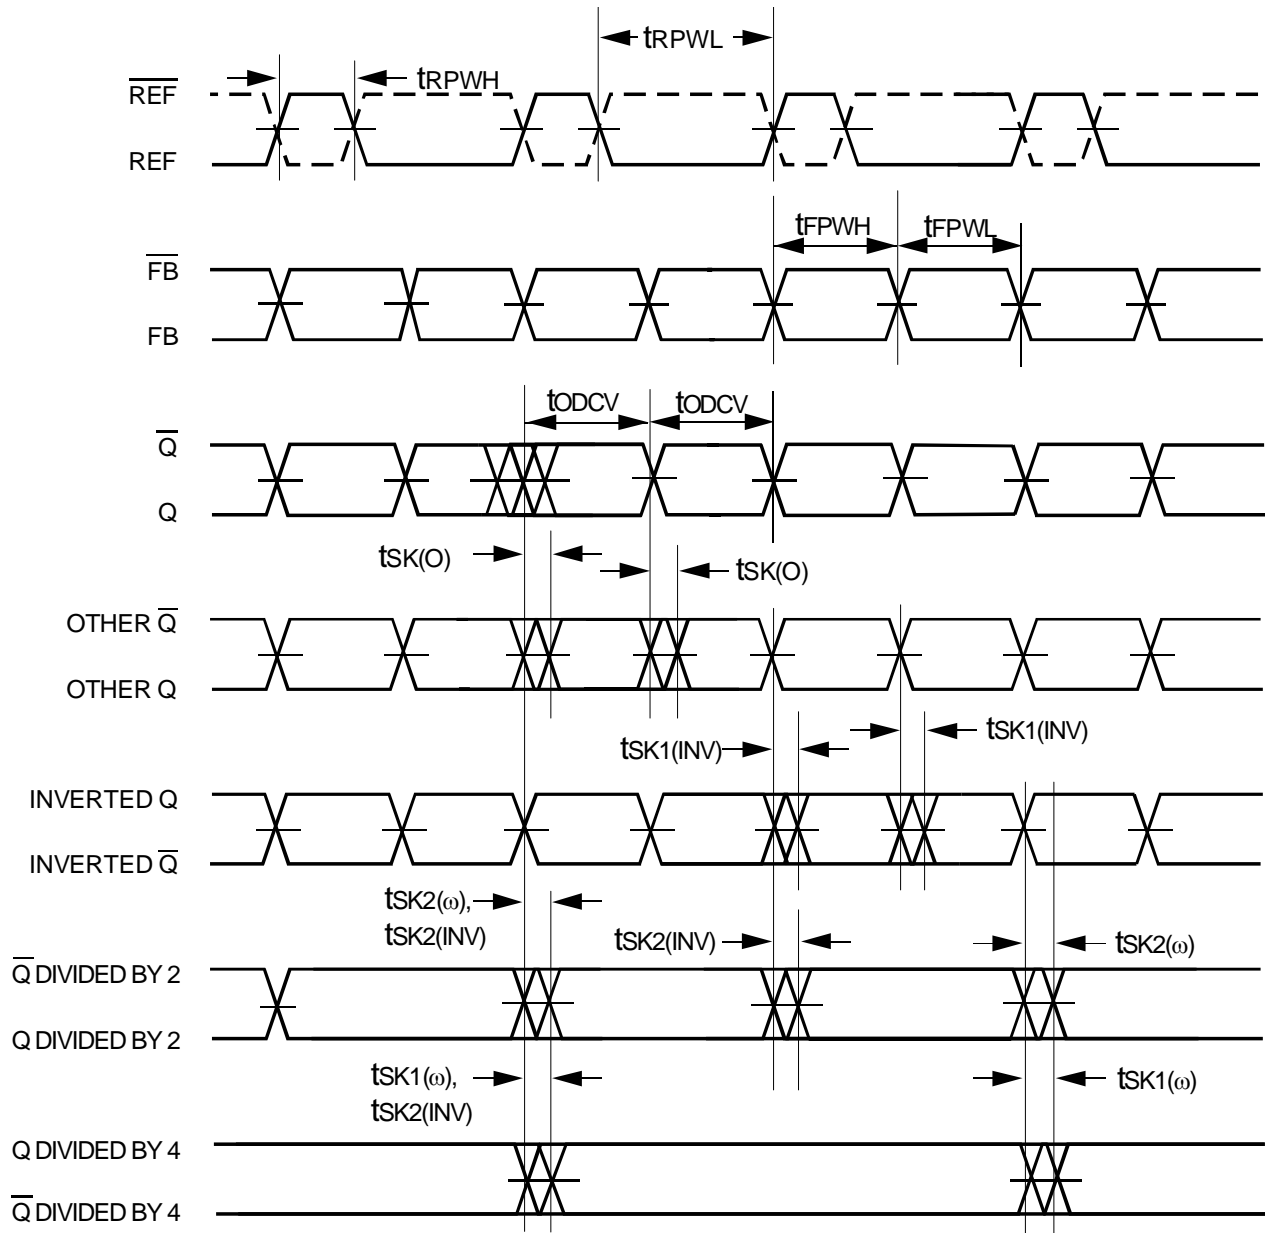 tRPWL
tRPWH
R̅E̅F̅
REF
tFPWH
tFPWL
F̅B̅
FB
tODCV
tODCV
Q̅
Q
tSK(O)
tSK(O)
OTHER Q̅
OTHER Q
tSK1(INV)
tSK1(INV)
INVERTED Q
INVERTED Q̅
tSK2(ω),
tSK2(INV)
tSK2(INV)
tSK2(ω)
Q̅ DIVIDED BY 2
Q DIVIDED BY 2
tSK1(ω),
tSK2(INV)
tSK1(ω)
Q DIVIDED BY 4
Q̅ DIVIDED BY 4